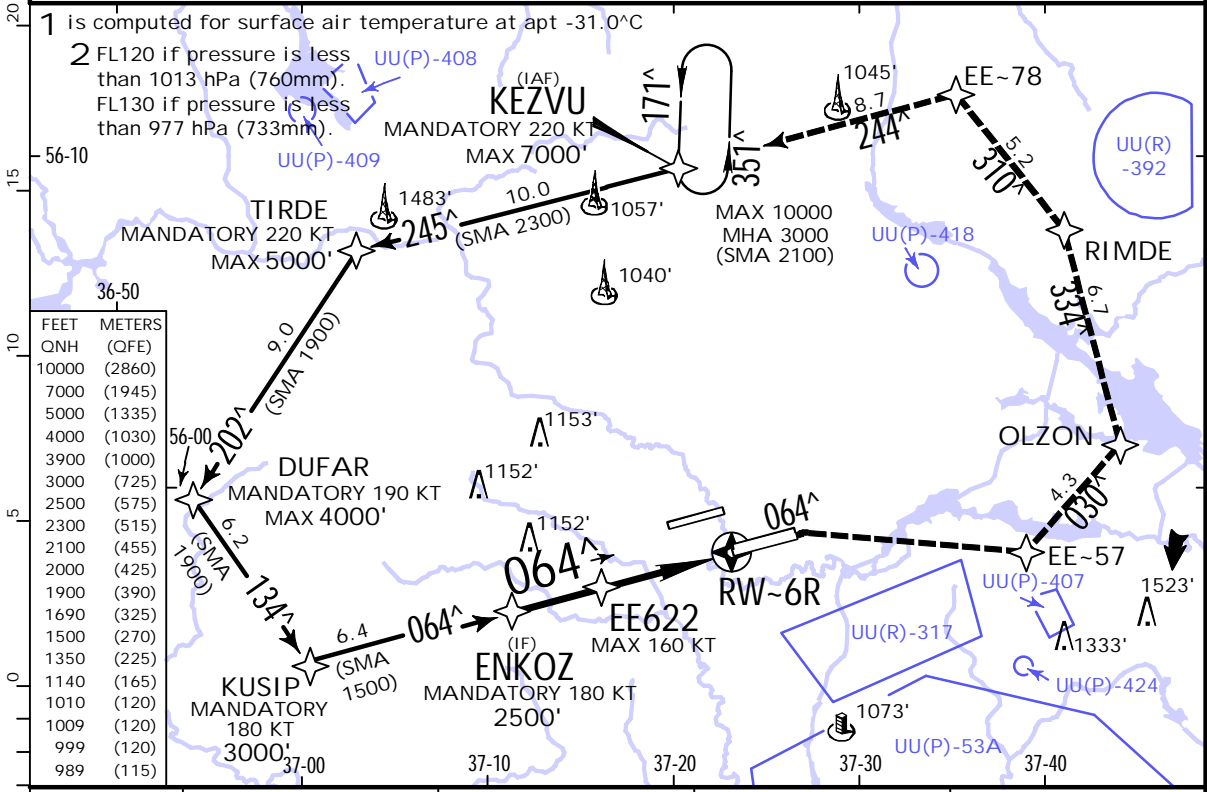 1 is computed for surface air temperature at apt -31.0^C
2 FL120 if pressure is less
than 1013 hPa (760mm).
FL130 if pressure is less
than 977 hPa (733mm).
UU(P)-408
UU(P)-409
(IAF)
KEZVU
MANDATORY 220 KT
MAX 7000'
171^
351^
1045'
8.7
244^
EE~78
5.2
310^
UU(R)
-392
56-10
20
15
10
5
0
TIRDE
MANDATORY 220 KT
MAX 5000'
1483'
10.0
245^
(SMA 2300)
1057'
1040'
MAX 10000
MHA 3000
(SMA 2100)
UU(P)-418
RIMDE
6.7
334^
36-50
9.0
(SMA 1900)
202^
56-00
FEET METERS
QNH (QFE)
10000 (2860)
7000 (1945)
5000 (1335)
4000 (1030)
3900 (1000)
3000 (725)
2500 (575)
2300 (515)
2100 (455)
2000 (425)
1900 (390)
1690 (325)
1500 (270)
1350 (225)
1140 (165)
1010 (120)
1009 (120)
999 (120)
989 (115)
DUFAR
MANDATORY 190 KT
MAX 4000'
1153'
1152'
1152'
OLZON
4.3
030^
6.2
(SMA
1900)
134^
064^
064^
EE~57
RW~6R
EE622
MAX 160 KT
UU(P)-407
1523'
1333'
UU(R)-317
UU(P)-424
6.4
064^
(SMA
1500)
(IF)
ENKOZ
MANDATORY 180 KT
2500'
KUSIP
MANDATORY
180 KT
3000'
1073'
UU(P)-53A
37-00
37-10
37-20
37-30
37-40